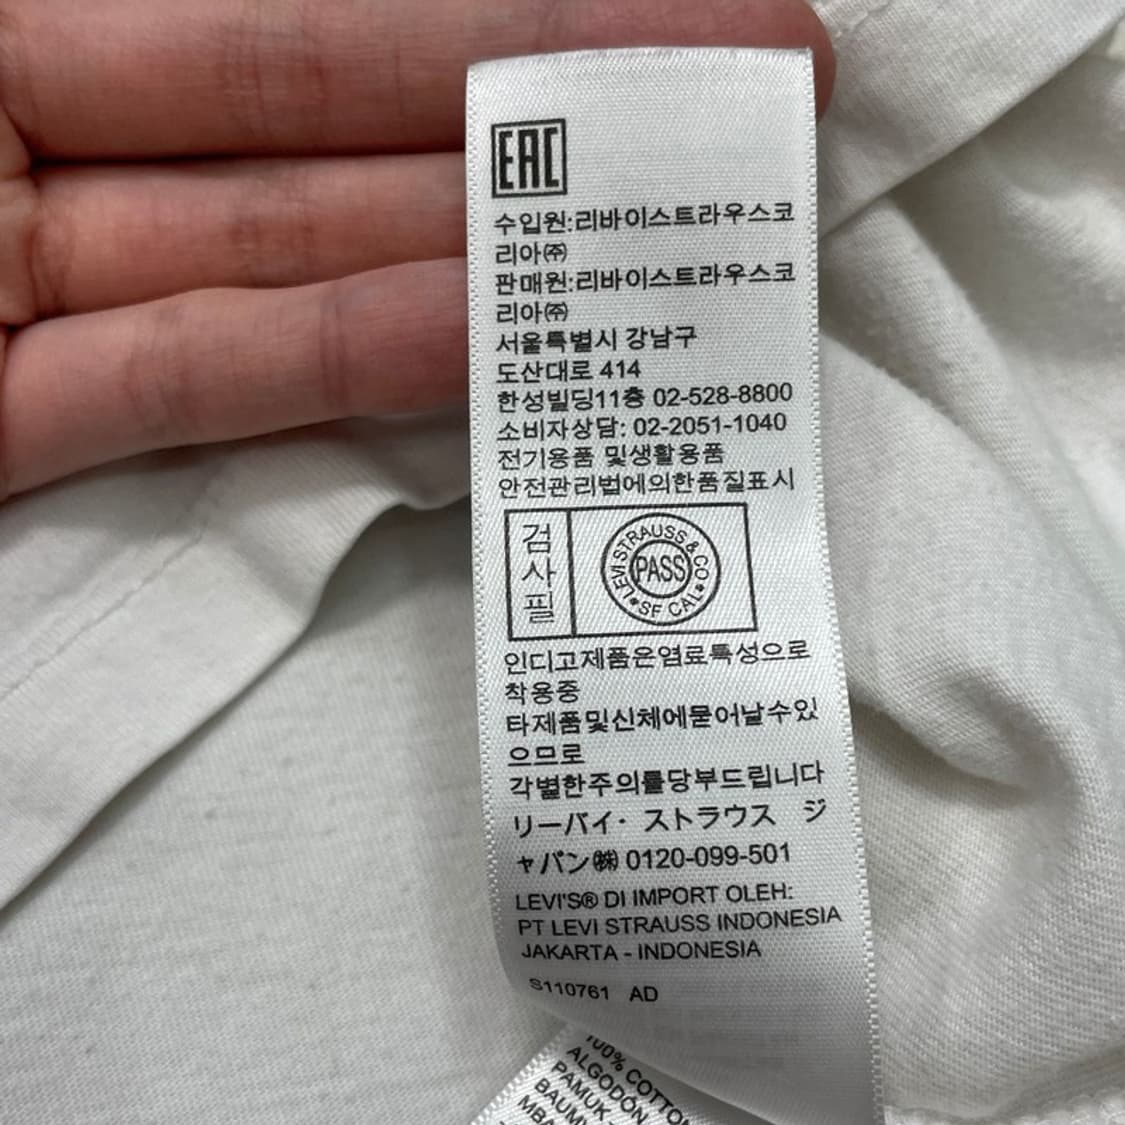 EAC
수입원:리바이스트라우스코
리아㈜
판매원:리바이스트라우스코
리아㈜
서울특별시 강남구
도산대로 414
한성빌딩11층 02-528-8800
소비자상담: 02-2051-1040
전기용품 및생활용품
안전관리법에의한품질표시
검
사
필
LEVI STRAUSS & CO
PASS
SF CAL
인디고제품은염료특성으로
착용중
타제품및신체에묻어날수있
으므로
각별한주의를당부드립니다
リーバイ・ストラウス ジ
ャパン㈱ 0120-099-501
LEVI'S® DI IMPORT OLEH:
PT LEVI STRAUSS INDONESIA
JAKARTA - INDONESIA
S110761 AD
100% COTTON
ALGODÓN
PAMUK